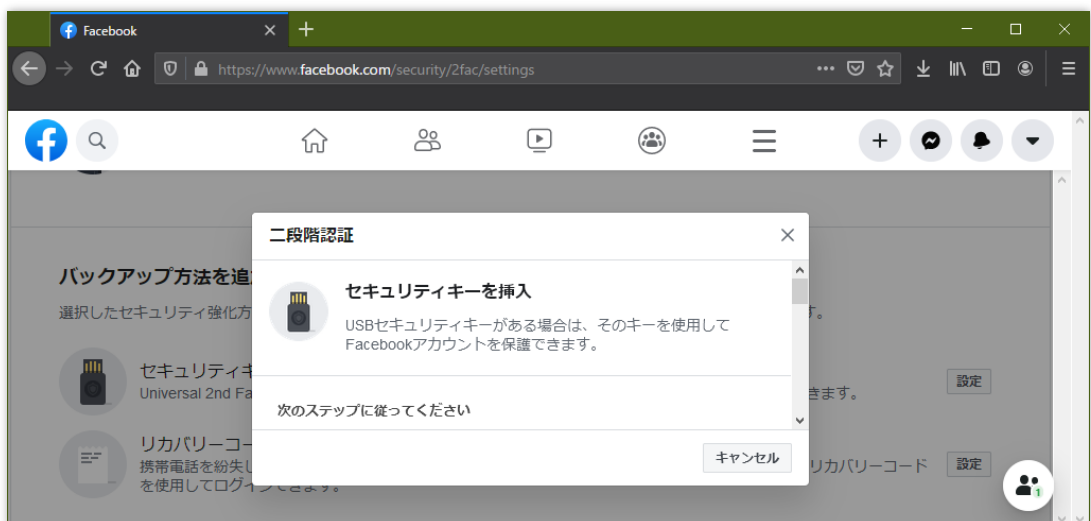 Facebook
https://www.facebook.com/security/2fac/settings
二段階認証
セキュリティキーを挿入
USBセキュリティキーがある場合は、そのキーを使用して
Facebookアカウントを保護できます。
次のステップに従ってください
キャンセル
バックアップ方法を追
選択したセキュリティ強化方
す。
セキュリティキ
Universal 2nd Fa
きます。
設定
リカバリーコー
携帯電話を紛失し
リカバリーコード
を使用してログインできます。
設定
1